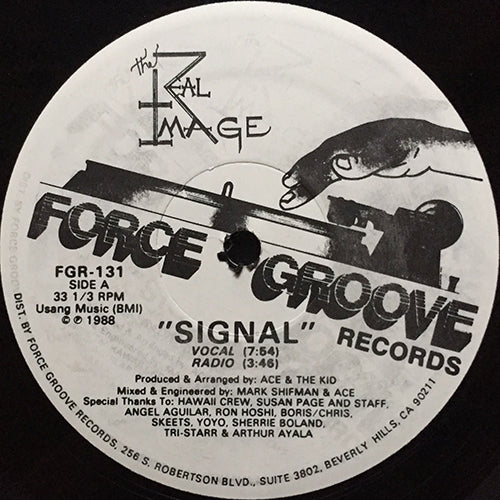 the REAL IMAGE
FORCE GROOVE
RECORDS
FGR-131
SIDE A
33 1/3 RPM
Usang Music (BMI)
© ℗ 1988
"SIGNAL"
VOCAL (7:54)
RADIO (3:46)
Produced & Arranged by: ACE & THE KID
Mixed & Engineered by: MARK SHIFMAN & ACE
Special Thanks To: HAWAII CREW, SUSAN PAGE AND STAFF,
ANGEL AGUILAR, RON HOSHI, BORIS/CHRIS,
SKEETS, YOYO, SHERRIE BOLAND,
TRI-STARR & ARTHUR AYALA
DIST. BY FORCE GROOVE RECORDS, 256 S. ROBERTSON BLVD., SUITE 3802, BEVERLY HILLS, CA 90211